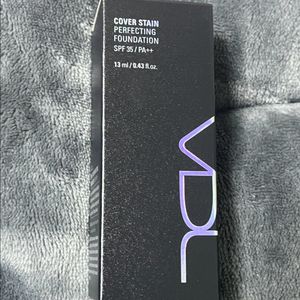 COVER STAIN
PERFECTING
FOUNDATION
SPF 35 / PA++
13 ml / 0.43 fl.oz.
VDL